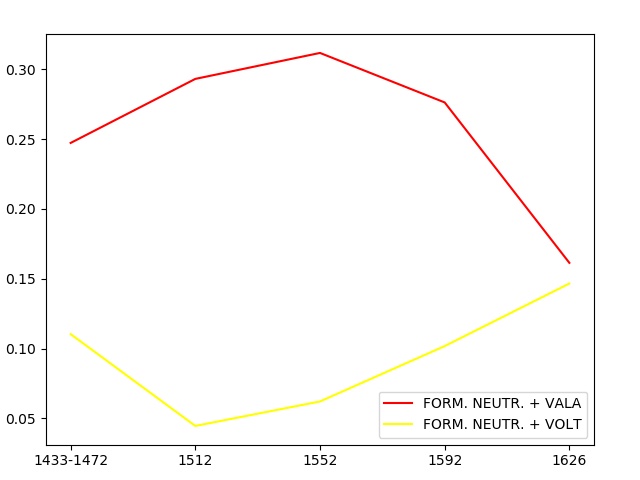 0.30
0.25
0.20
0.15
0.10
0.05
1433-1472 1512 1552 1592 1626
FORM. NEUTR. + VALA
FORM. NEUTR. + VOLT